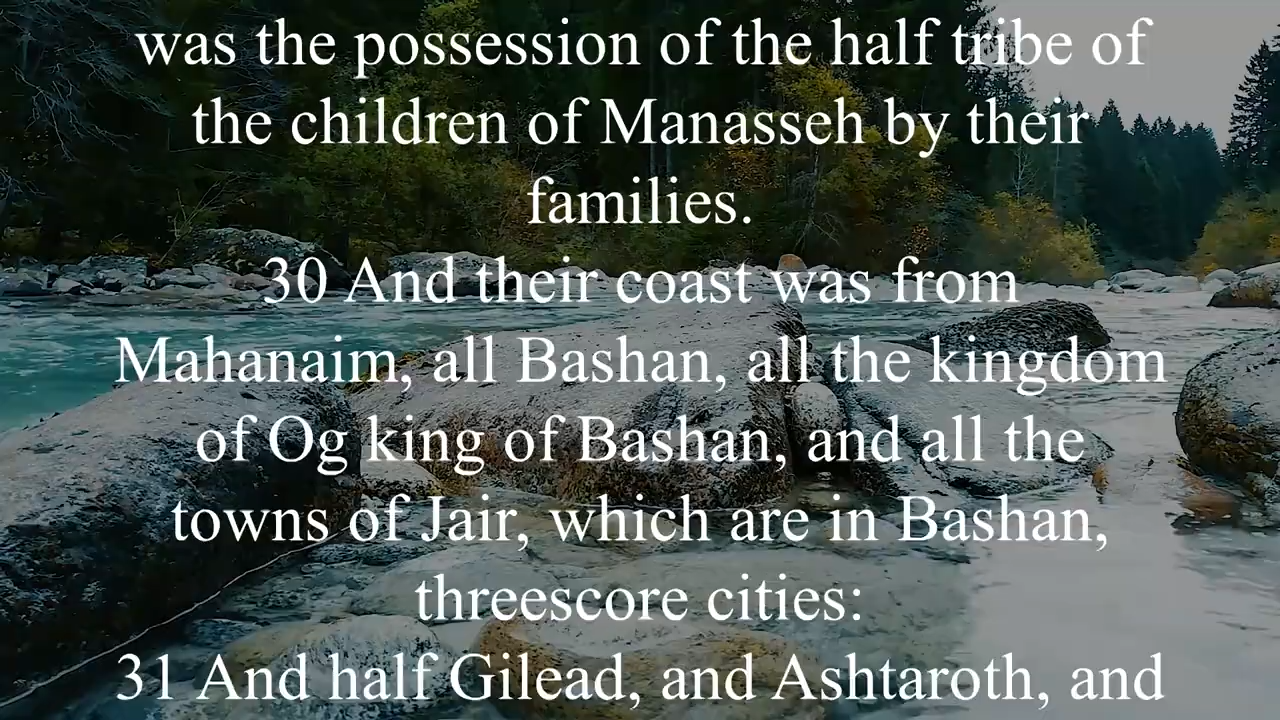 was the possession of the half tribe of
the children of Manasseh by their
families.
30 And their coast was from
Mahanaim, all Bashan, all the kingdom
of Og king of Bashan, and all the
towns of Jair, which are in Bashan,
threescore cities:
31 And half Gilead, and Ashtaroth, and